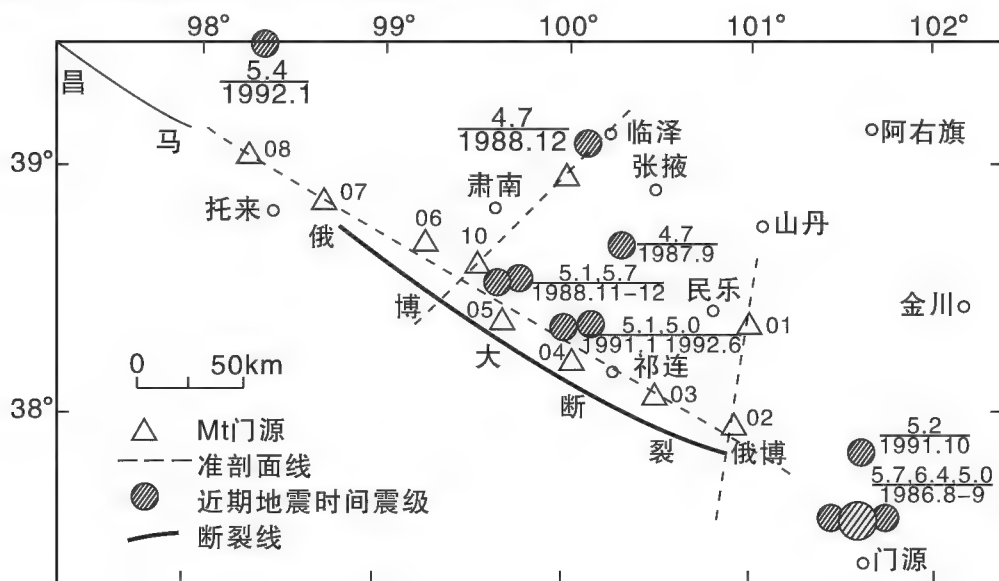 98° 99° 100° 101° 102°
昌
5.4
1992.1
4.7
1988.12
临泽
阿右旗
马
张掖
39°
08
肃南
07
托来
俄
06
山丹
10
4.7
1987.9
5.1,5.7
1988.11-12
民乐
金川
博
05
5.1,5.0
1991.1 1992.6
01
0 50km
大
04
祁连
03
断
38°
02
Mt门源
裂
俄博
5.2
1991.10
准剖面线
5.7,6.4,5.0
1986.8-9
近期地震时间震级
断裂线
门源